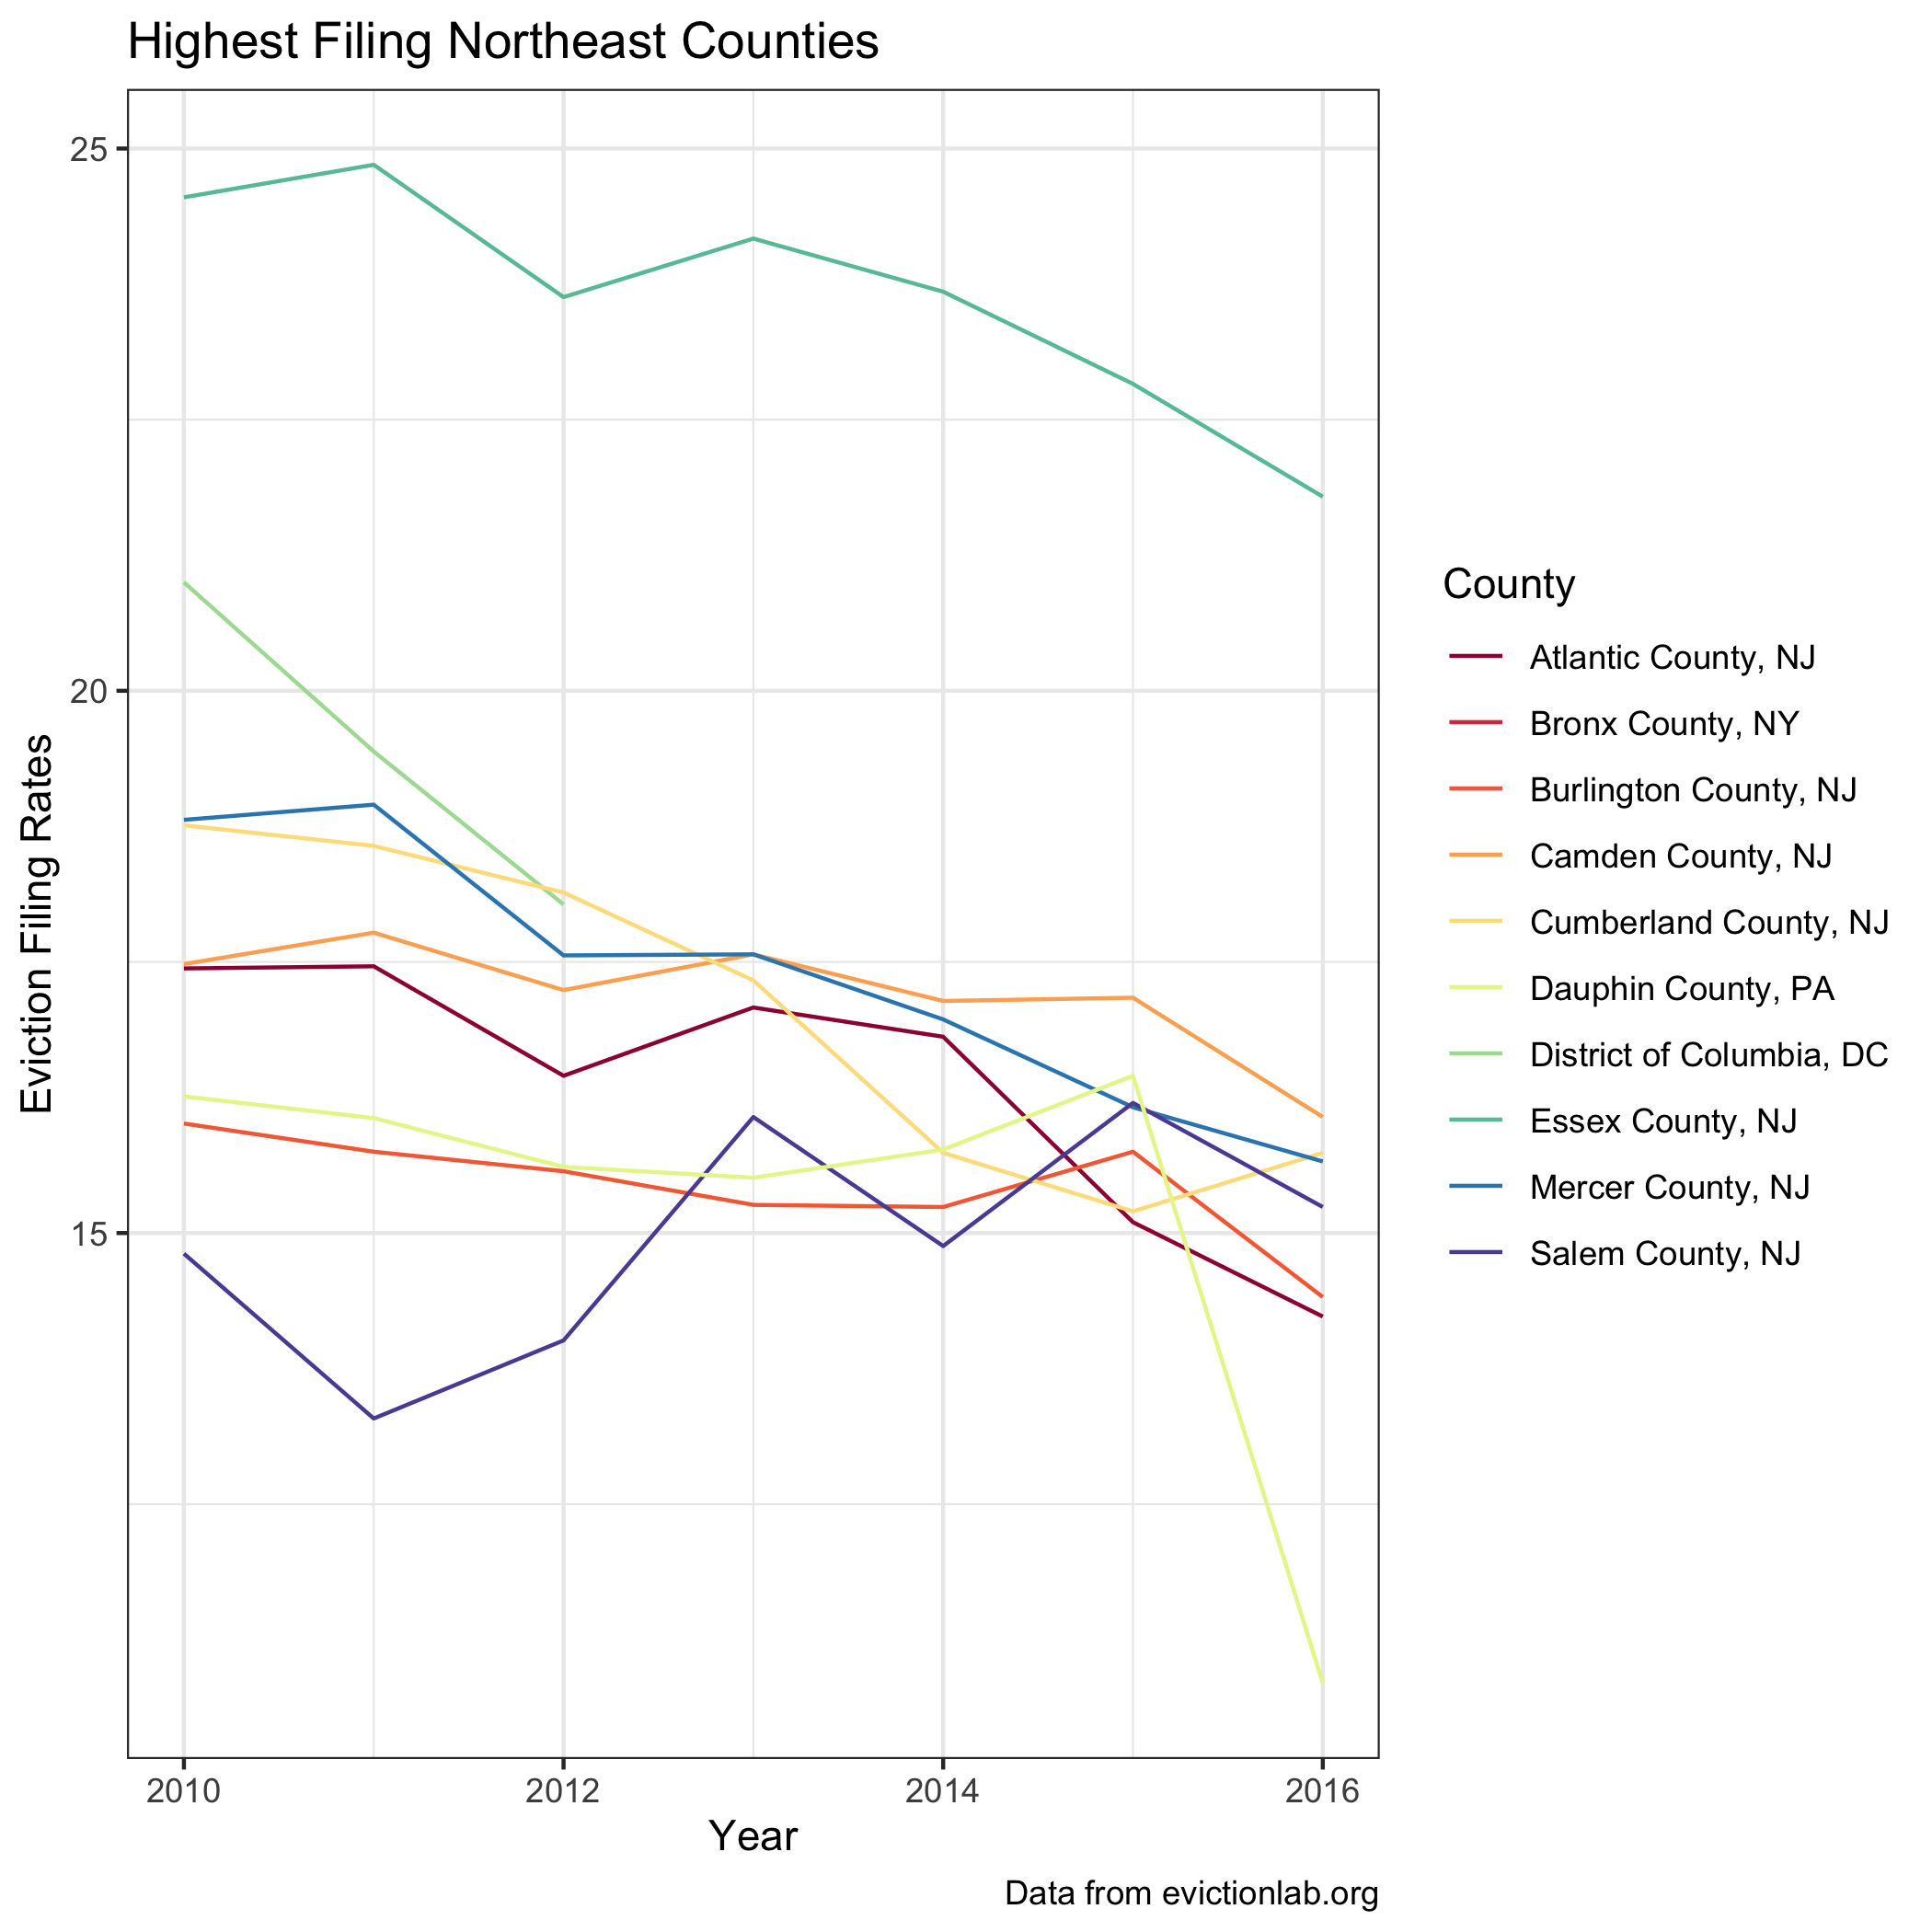 Highest Filing Northeast Counties
25
20
15
Eviction Filing Rates
2010 2012 2014 2016
Year
Data from evictionlab.org
County
Atlantic County, NJ
Bronx County, NY
Burlington County, NJ
Camden County, NJ
Cumberland County, NJ
Dauphin County, PA
District of Columbia, DC
Essex County, NJ
Mercer County, NJ
Salem County, NJ